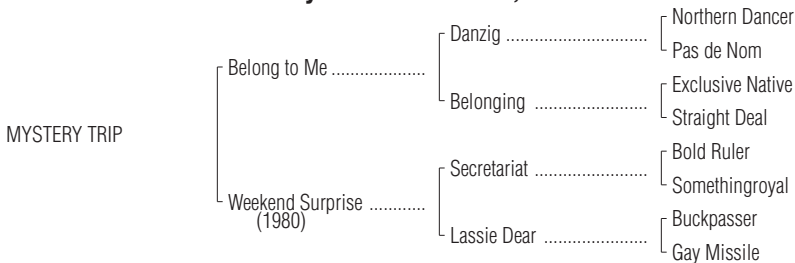 Northern Dancer
Danzig
Pas de Nom
Belong to Me
Exclusive Native
Belonging
Straight Deal
MYSTERY TRIP
Bold Ruler
Secretariat
Somethingroyal
Weekend Surprise
(1980)
Buckpasser
Lassie Dear
Gay Missile